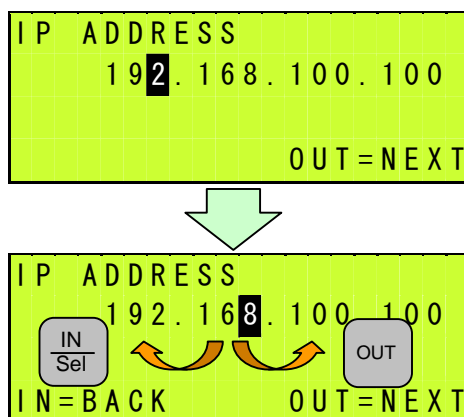 IP ADDRESS
192.168.100.100
OUT=NEXT
IP ADDRESS
192.168.100.100
IN
Sel
OUT
IN=BACK OUT=NEXT